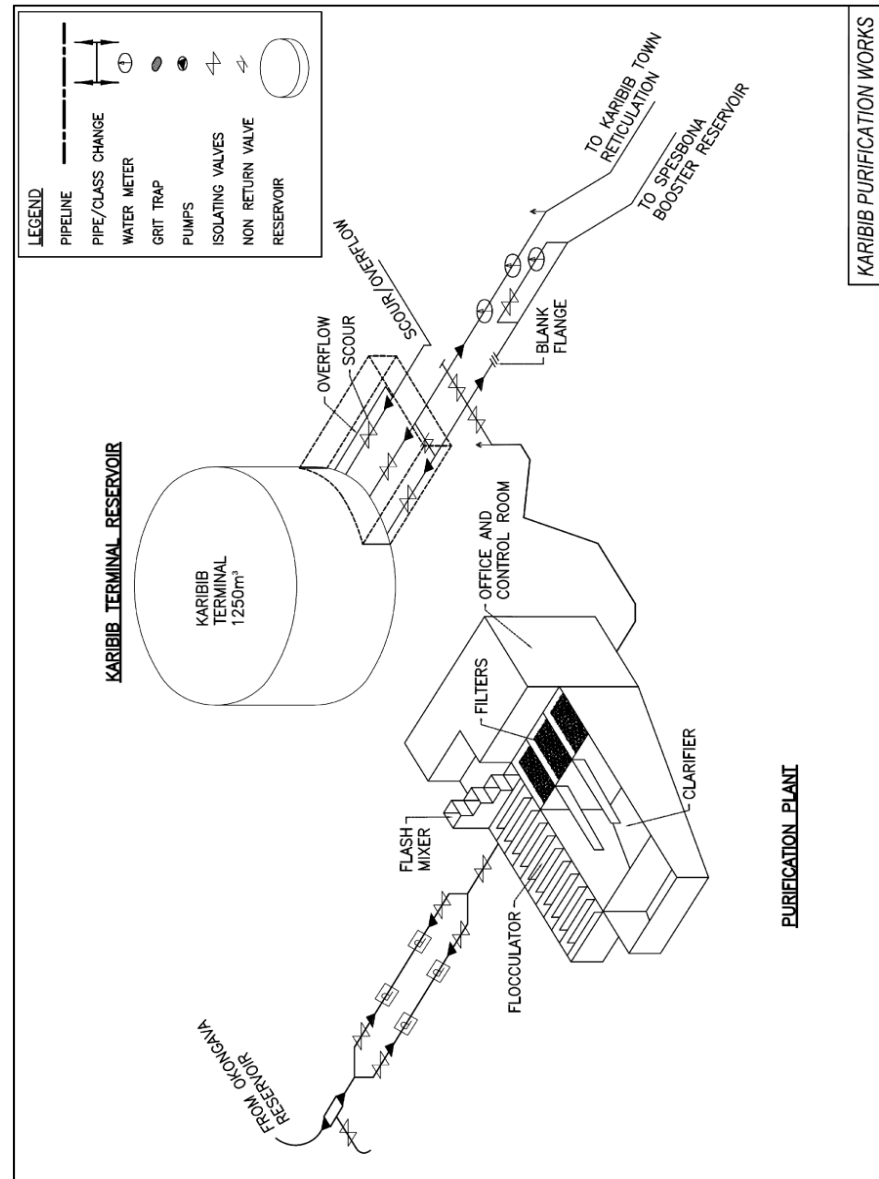 LEGEND
PIPELINE
PIPE/CLASS CHANGE
WATER METER
GRIT TRAP
PUMPS
ISOLATING VALVES
NON RETURN VALVE
RESERVOIR
KARIBIB TERMINAL RESERVOIR
KARIBIB
TERMINAL
1250m³
OVERFLOW
SCOUR
SCOUR/OVERFLOW
TO KARIBIB TOWN
RETICULATION
TO SPESBONA
BOOSTER RESERVOIR
BLANK
FLANGE
FROM OKONGAVA
RESERVOIR
FLASH
MIXER
FILTERS
OFFICE AND
CONTROL ROOM
FLOCCULATOR
CLARIFIER
PURIFICATION PLANT
KARIBIB PURIFICATION WORKS